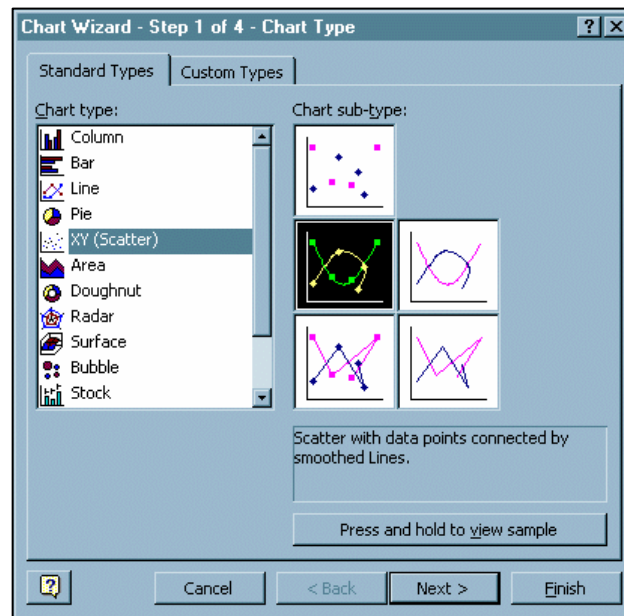 Chart Wizard - Step 1 of 4 - Chart Type
Standard Types
Custom Types
Chart type:
Column
Bar
Line
Pie
XY (Scatter)
Area
Doughnut
Radar
Surface
Bubble
Stock
Chart sub-type:
Scatter with data points connected by
smoothed Lines.
Press and hold to view sample
Cancel
< Back
Next >
Finish